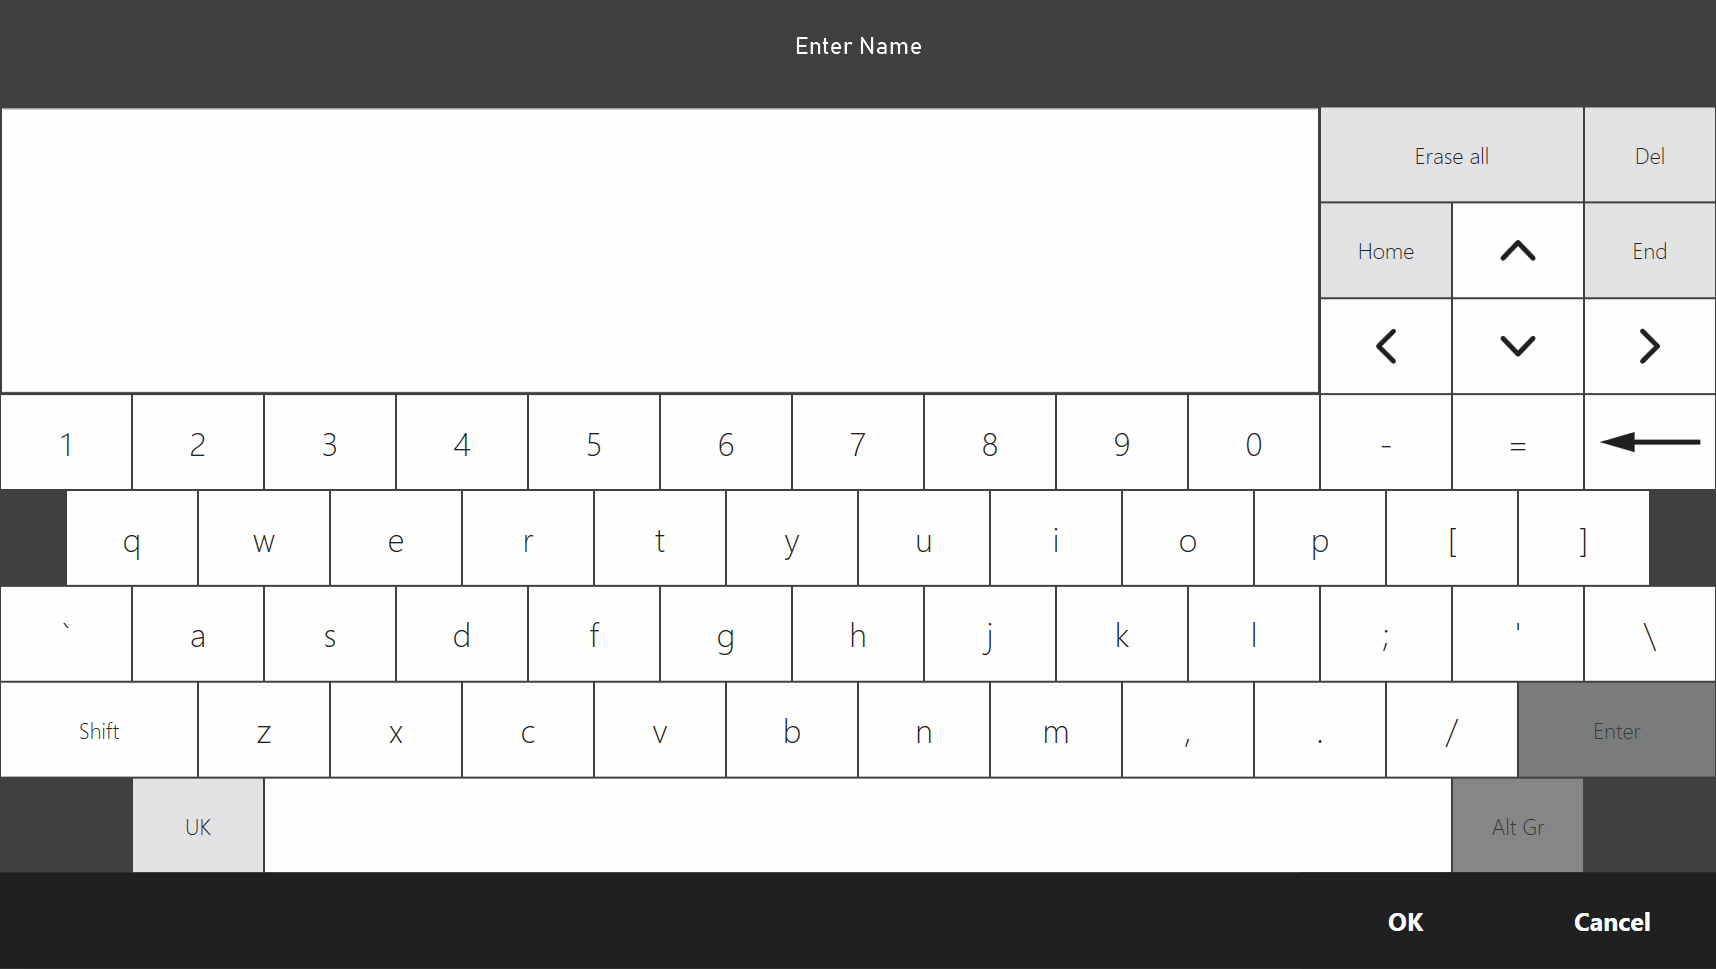 Enter Name
Erase all Del
Home End
1 2 3 4 5 6 7 8 9 0 - =
q w e r t y u i o p [ ]
` a s d f g h j k l ; ' \
Shift z x c v b n m , . / Enter
UK Alt Gr
OK Cancel